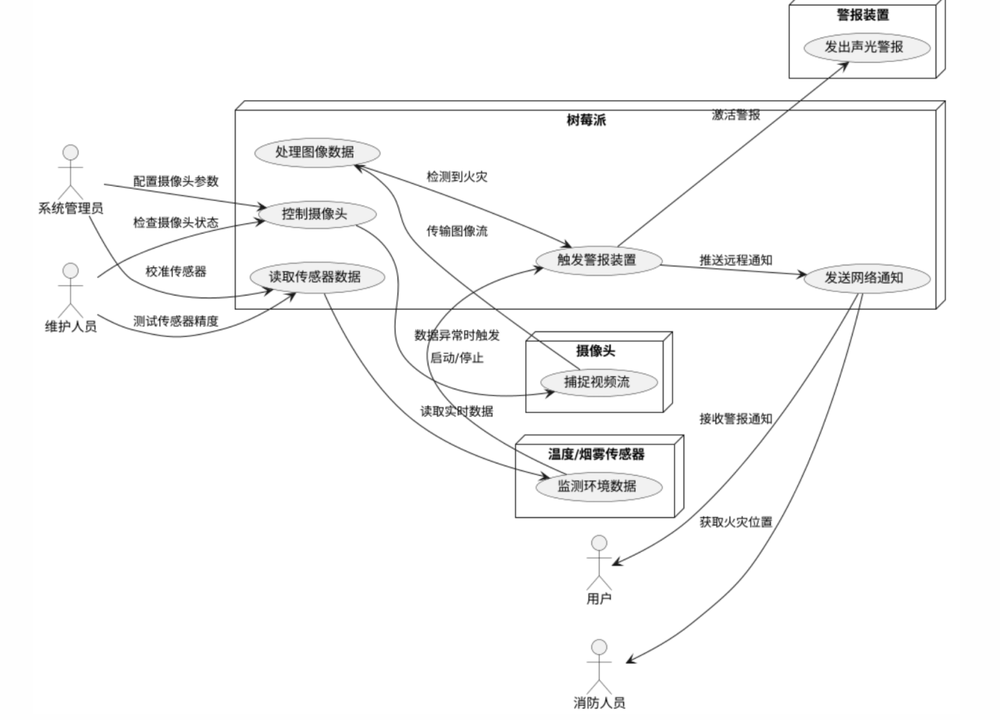 警报装置
发出声光警报
激活警报
树莓派
处理图像数据
检测到火灾
配置摄像头参数
系统管理员
控制摄像头
检查摄像头状态
传输图像流
触发警报装置
推送远程通知
校准传感器
读取传感器数据
发送网络通知
维护人员
测试传感器精度
数据异常时触发
摄像头
启动/停止
捕捉视频流
读取实时数据
接收警报通知
温度/烟雾传感器
监测环境数据
获取火灾位置
用户
消防人员